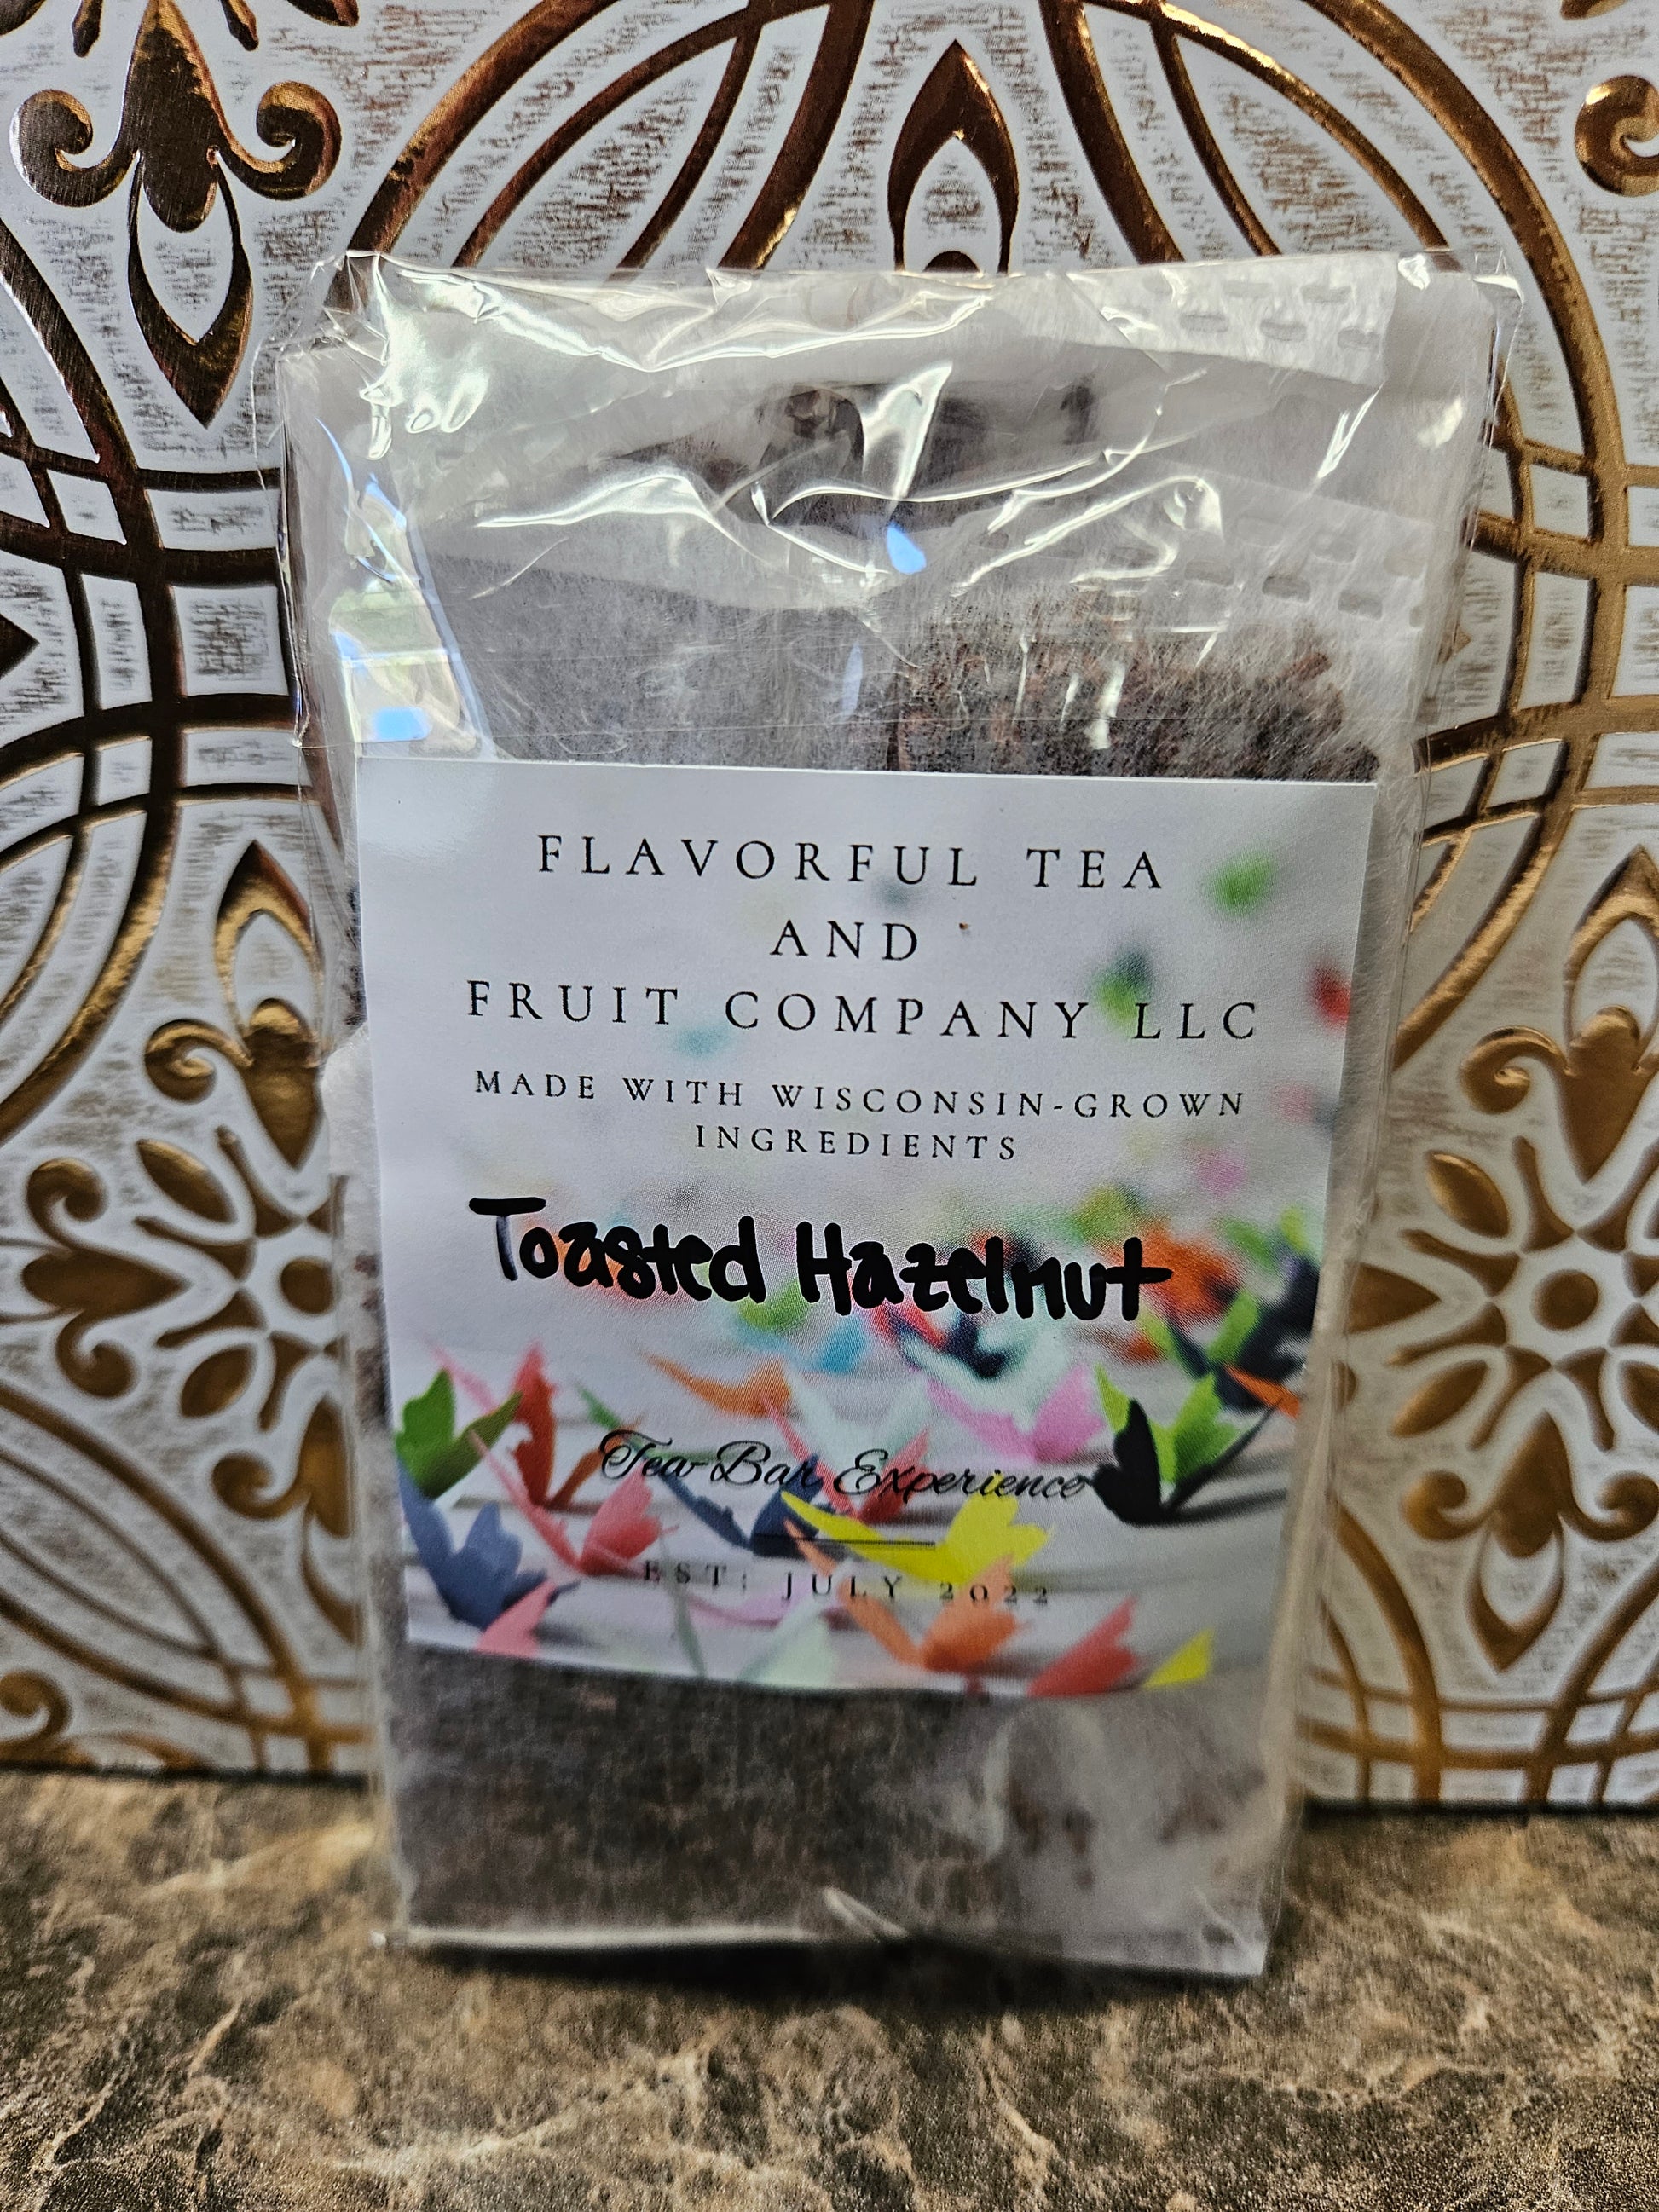 FLAVORFUL TEA
AND
FRUIT COMPANY LLC
MADE WITH WISCONSIN-GROWN
INGREDIENTS
Toasted Hazelnut
Tea-Bar Experience
EST: JULY 2022